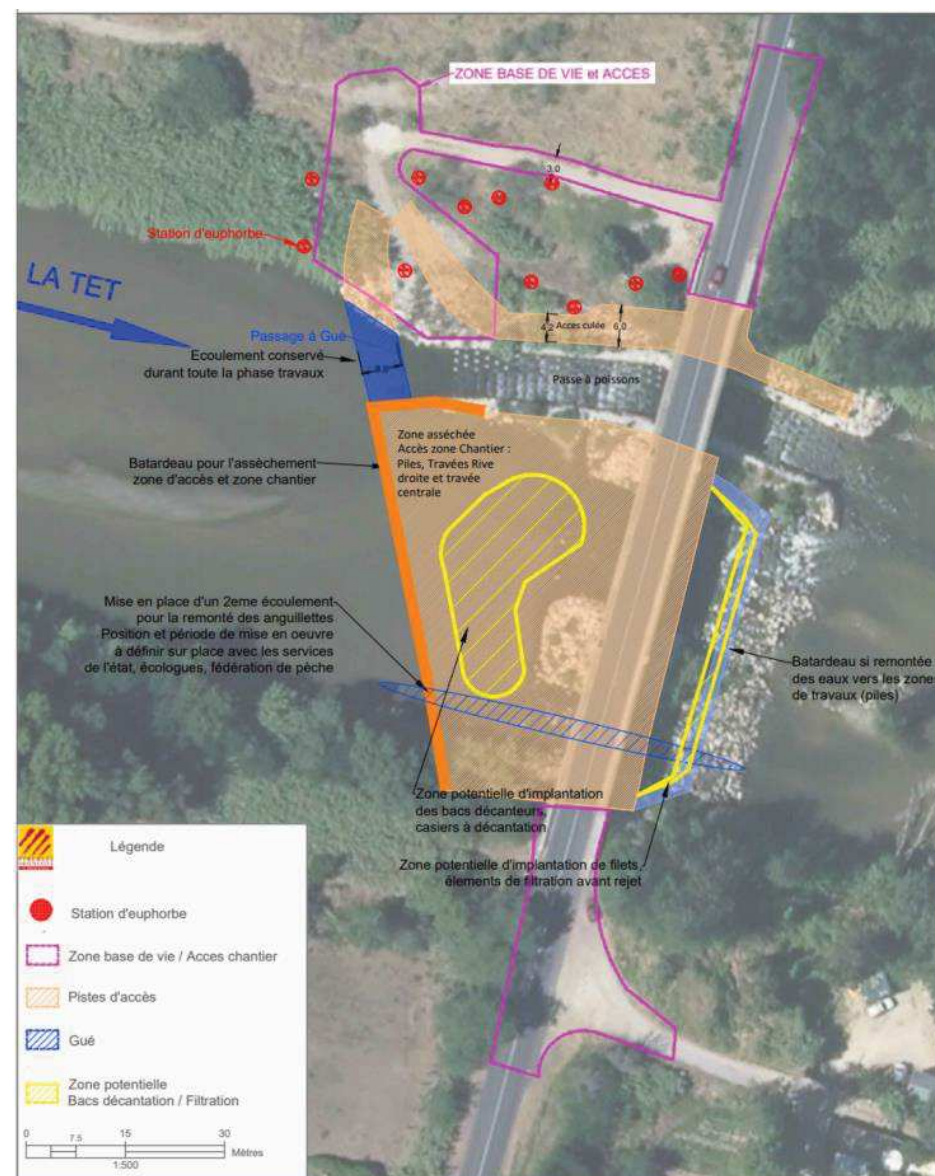 ZONE BASE DE VIE et ACCES
3.0
Station d'euphorbe
LA TET
Passage à Gué
Ecoulement conservé
durant toute la phase travaux
4.2
Acces culée
6.0
Passe à poissons
Zone asséchée
Accès zone Chantier :
Piles, Travées Rive
droite et travée
centrale
Batardeau pour l'assèchement
zone d'accès et zone chantier
Mise en place d'un 2eme écoulement
pour la remonté des anguillettes
Position et période de mise en oeuvre
à définir sur place avec les services
de l'état, écologues, fédération de pêche
Batardeau si remontée
des eaux vers les zone
de travaux (piles)
Zone potentielle d'implantation
des bacs décanteurs,
casiers à décantation
Zone potentielle d'implantation de filets,
élements de filtration avant rejet
Légende
Station d'euphorbe
Zone base de vie / Acces chantier
Pistes d'accès
Gué
Zone potentielle
Bacs décantation / Filtration
0 7.5 15 30
Mètres
1:500